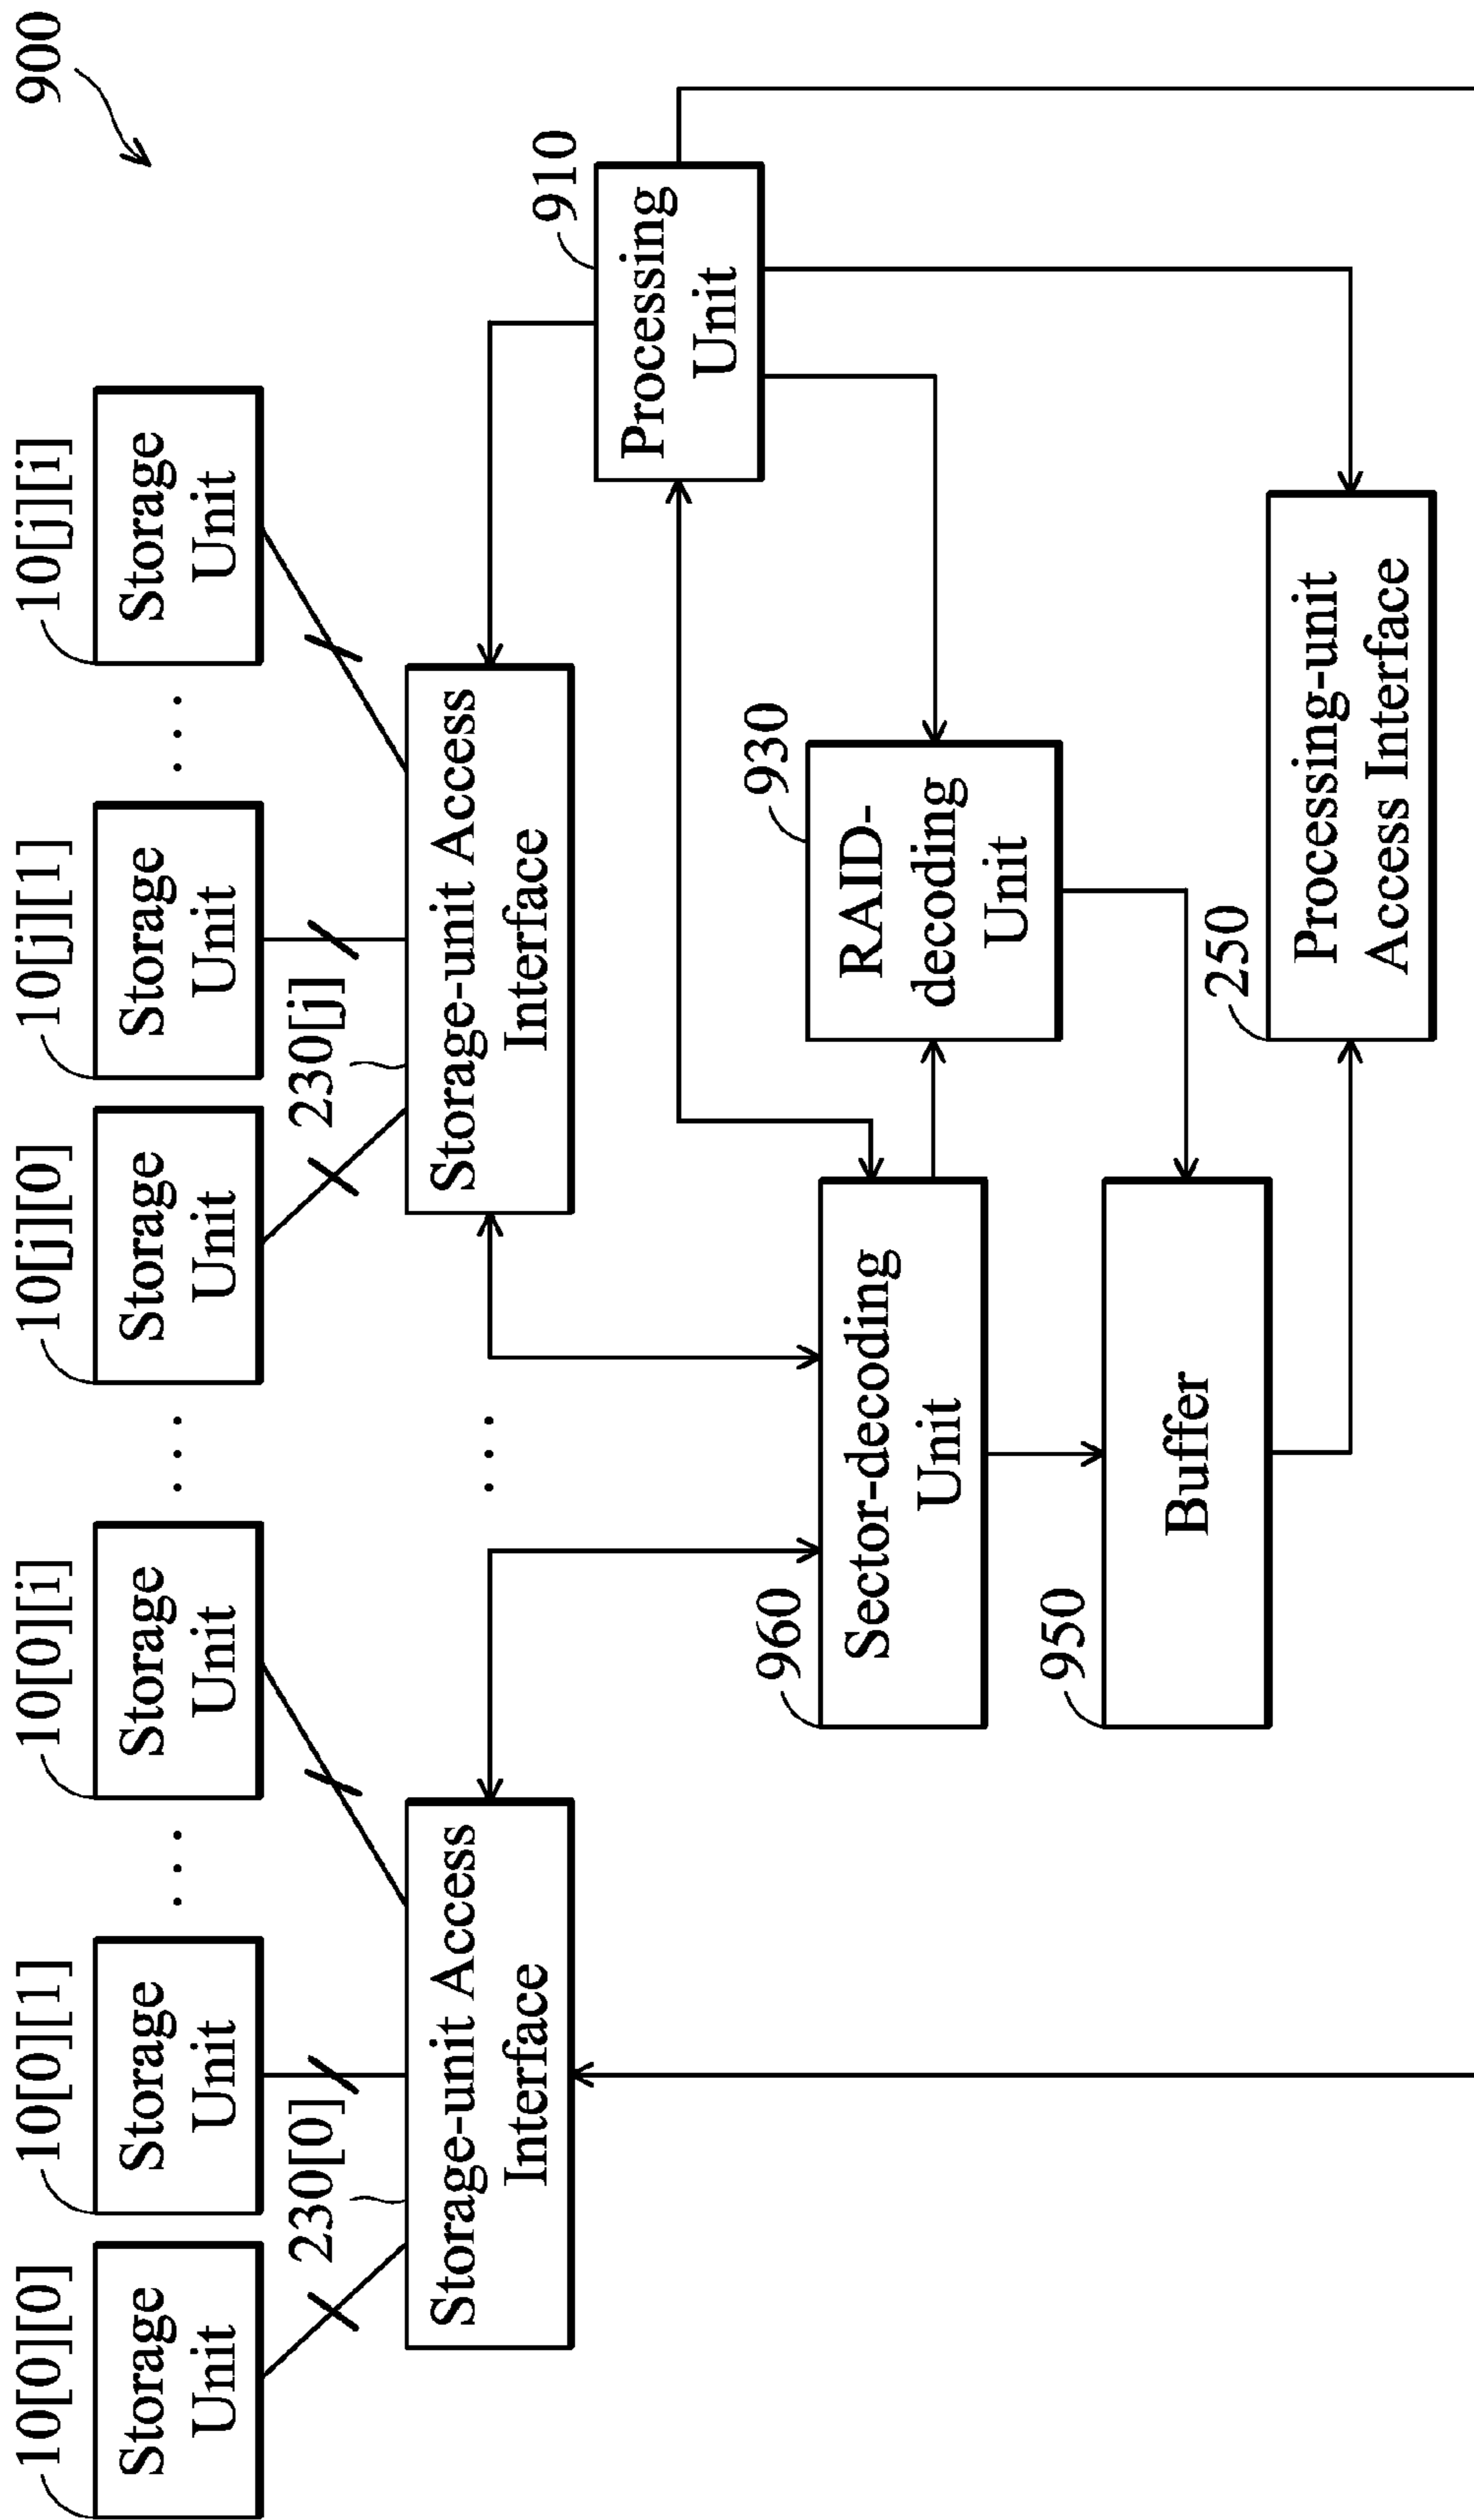 900
10[0][0]
10[0][1]
10[0][i]
10[j][0]
10[j][1]
10[j][i]
Storage
Unit
Storage
Unit
. . .
Storage
Unit
. . .
Storage
Unit
Storage
Unit
. . .
Storage
Unit
230[0]
230[j]
Storage-unit Access
Interface
. . .
Storage-unit Access
Interface
910
Processing
Unit
960
Sector-decoding
Unit
930
RAID-
decoding
Unit
950
Buffer
250
Processing-unit
Access Interface